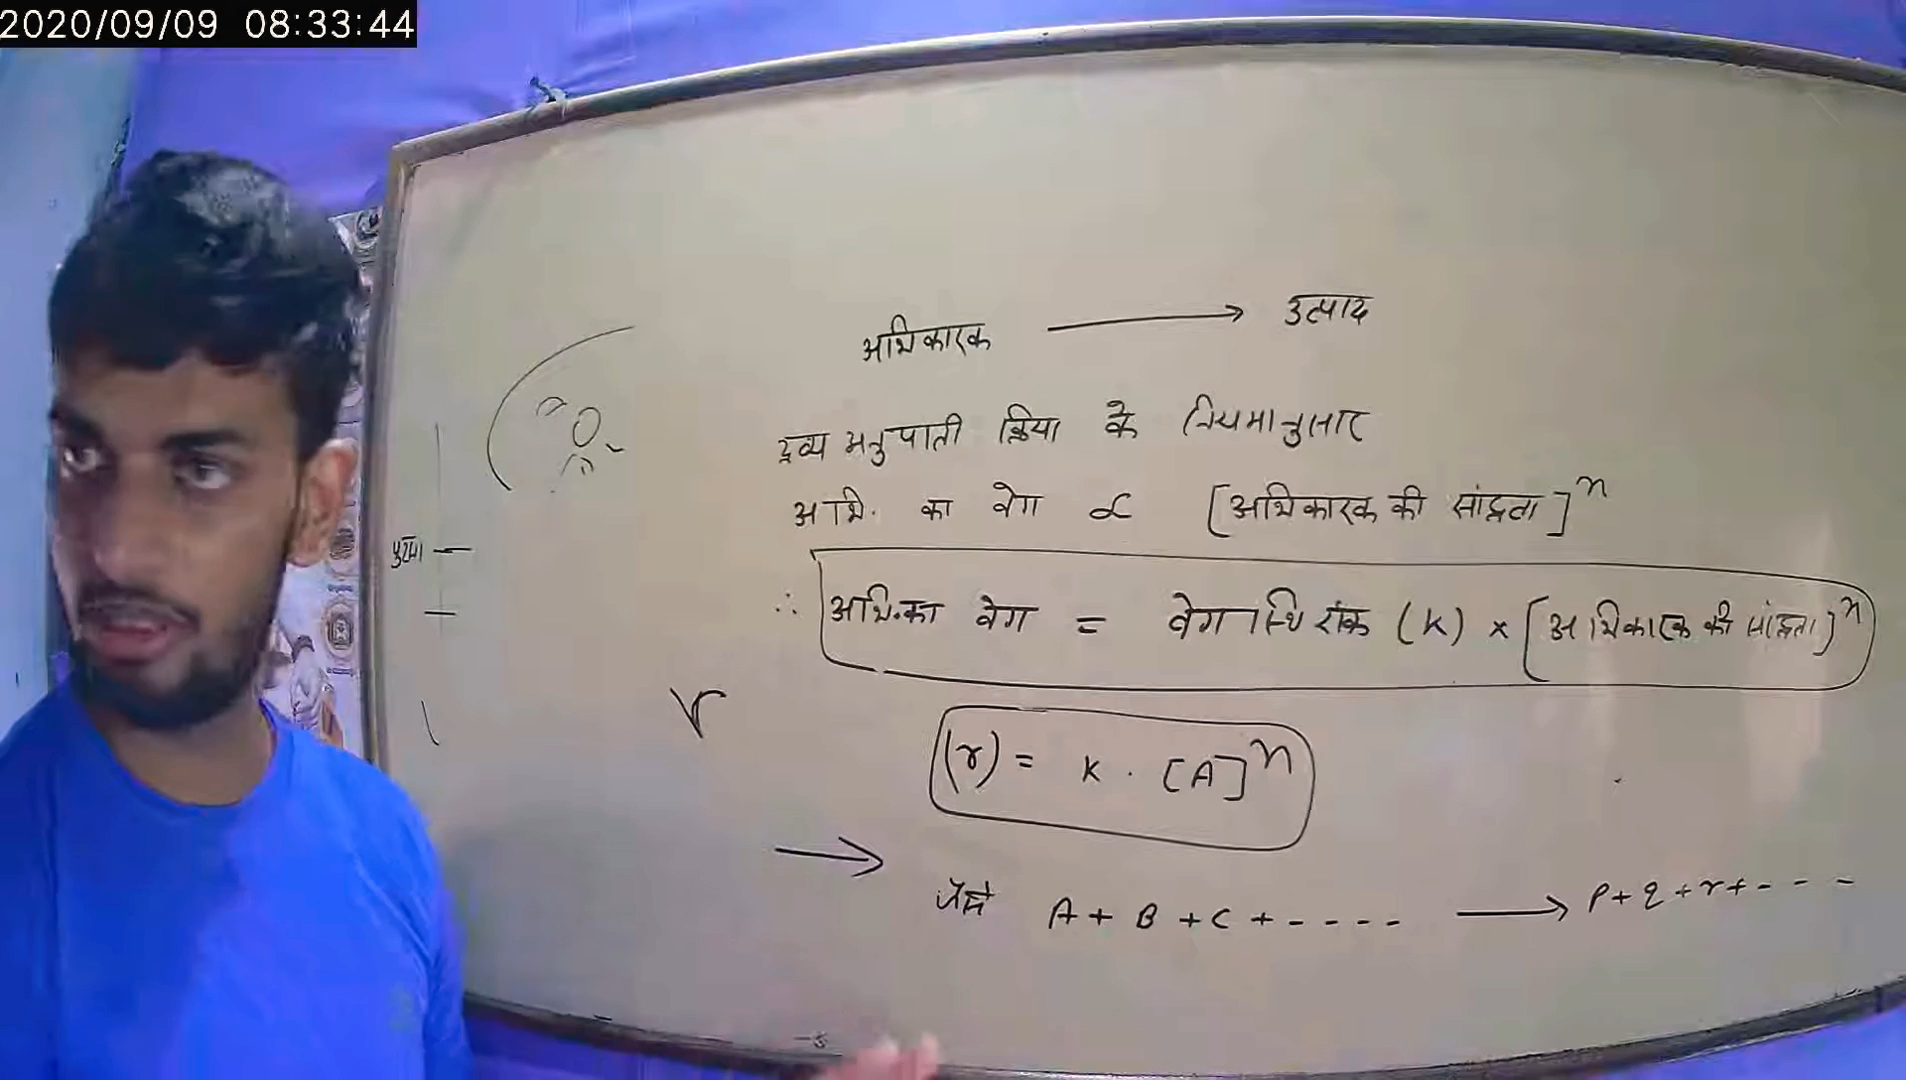 2020/09/09 08:33:44
अभिकारक ⟶ उत्पाद
द्रव्य अनुपाती क्रिया के नियमानुसार
अभि. का वेग ∝ [अभिकारक की सांद्रता]^n
∴ अभि.का वेग = वेग स्थिरांक (k) × [अभिकारक की सांद्रता]^n
r
(r) = k . [A]^n
⟶
जैसे A + B + C + - - - - ⟶ P + q + r + - - - -